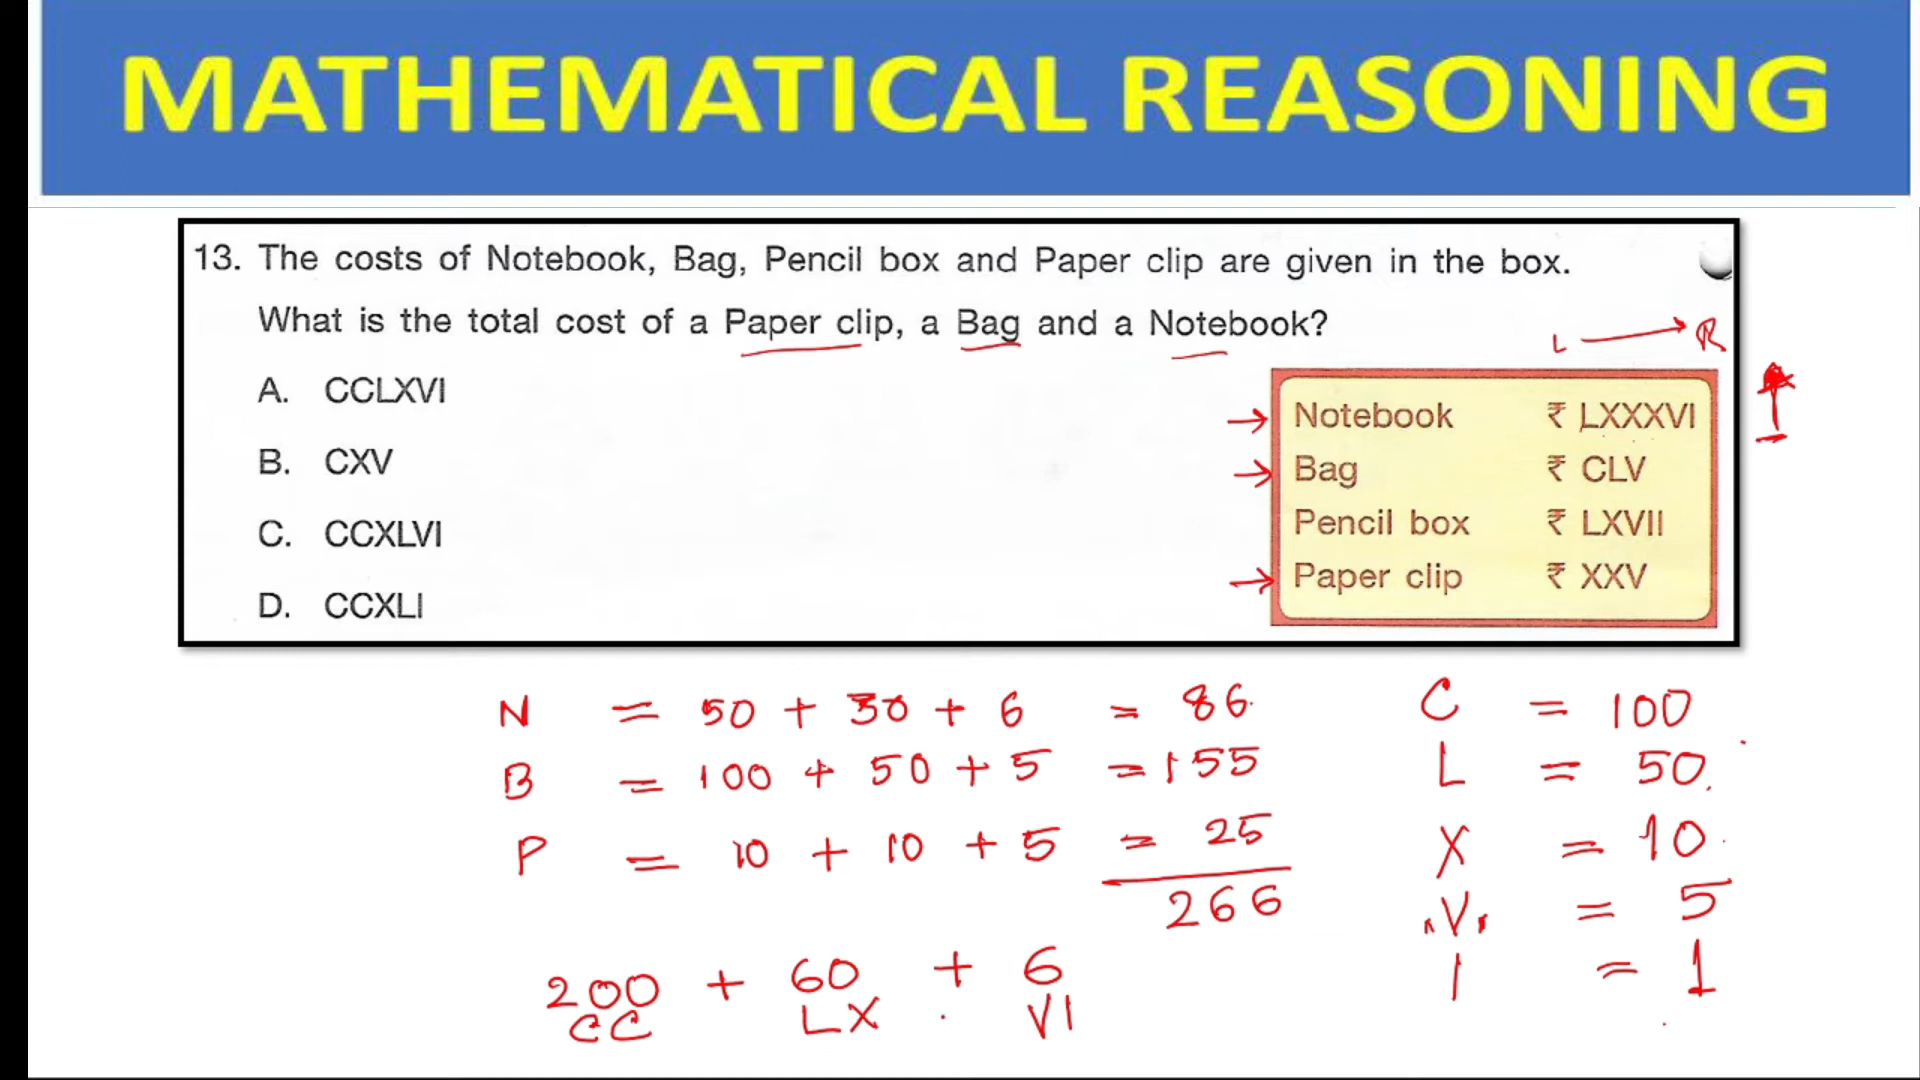 MATHEMATICAL REASONING
13. The costs of Notebook, Bag, Pencil box and Paper clip are given in the box.
What is the total cost of a Paper clip, a Bag and a Notebook?
L → R
A. CCLXVI
B. CXV
C. CCXLVI
D. CCXLI
→ Notebook ₹ LXXXVI
→ Bag ₹ CLV
Pencil box ₹ LXVII
→ Paper clip ₹ XXV
N = 50 + 30 + 6 = 86
B = 100 + 50 + 5 = 155
P = 10 + 10 + 5 = 25
266
200 + 60 + 6
CC LX VI
C = 100
L = 50
X = 10
V = 5
I = 1